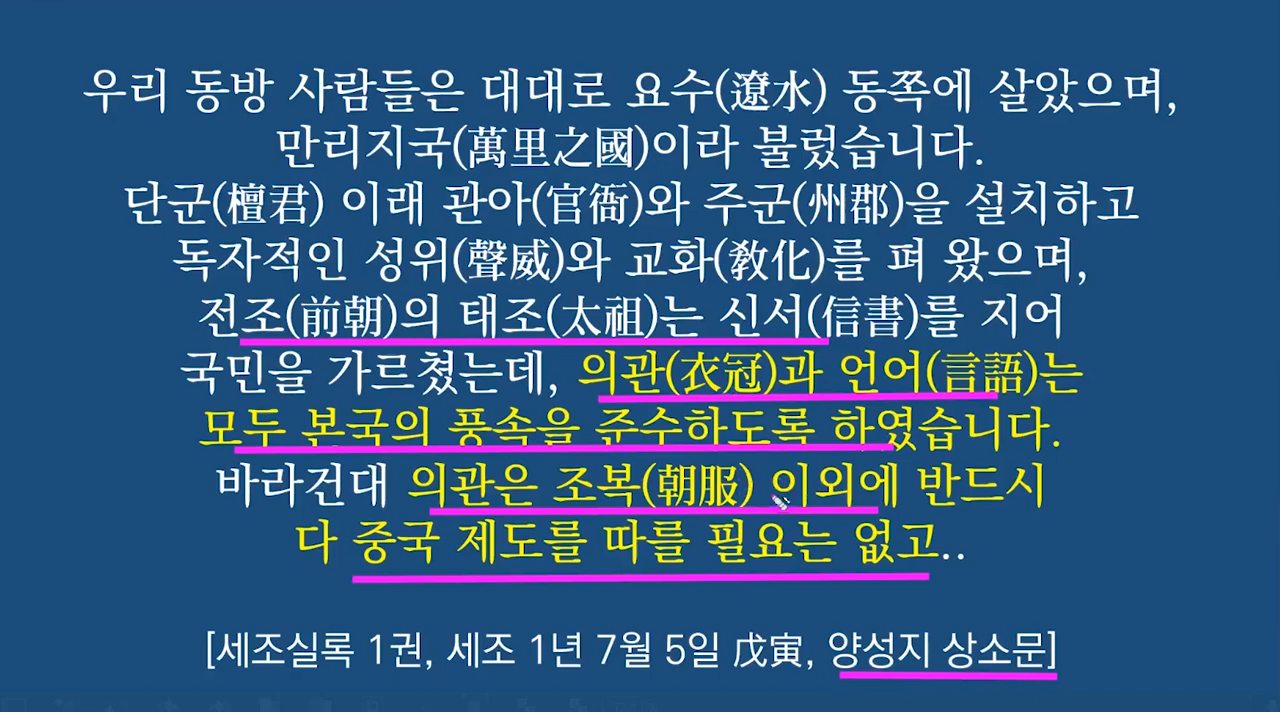 우리 동방 사람들은 대대로 요수(遼水) 동쪽에 살았으며,
만리지국(萬里之國)이라 불렀습니다.
단군(檀君) 이래 관아(官衙)와 주군(州郡)을 설치하고
독자적인 성위(聲威)와 교화(敎化)를 펴 왔으며,
전조(前朝)의 태조(太祖)는 신서(信書)를 지어
국민을 가르쳤는데, 의관(衣冠)과 언어(言語)는
모두 본국의 풍속을 준수하도록 하였습니다.
바라건대 의관은 조복(朝服) 이외에 반드시
다 중국 제도를 따를 필요는 없고..
[세조실록 1권, 세조 1년 7월 5일 戊寅, 양성지 상소문]